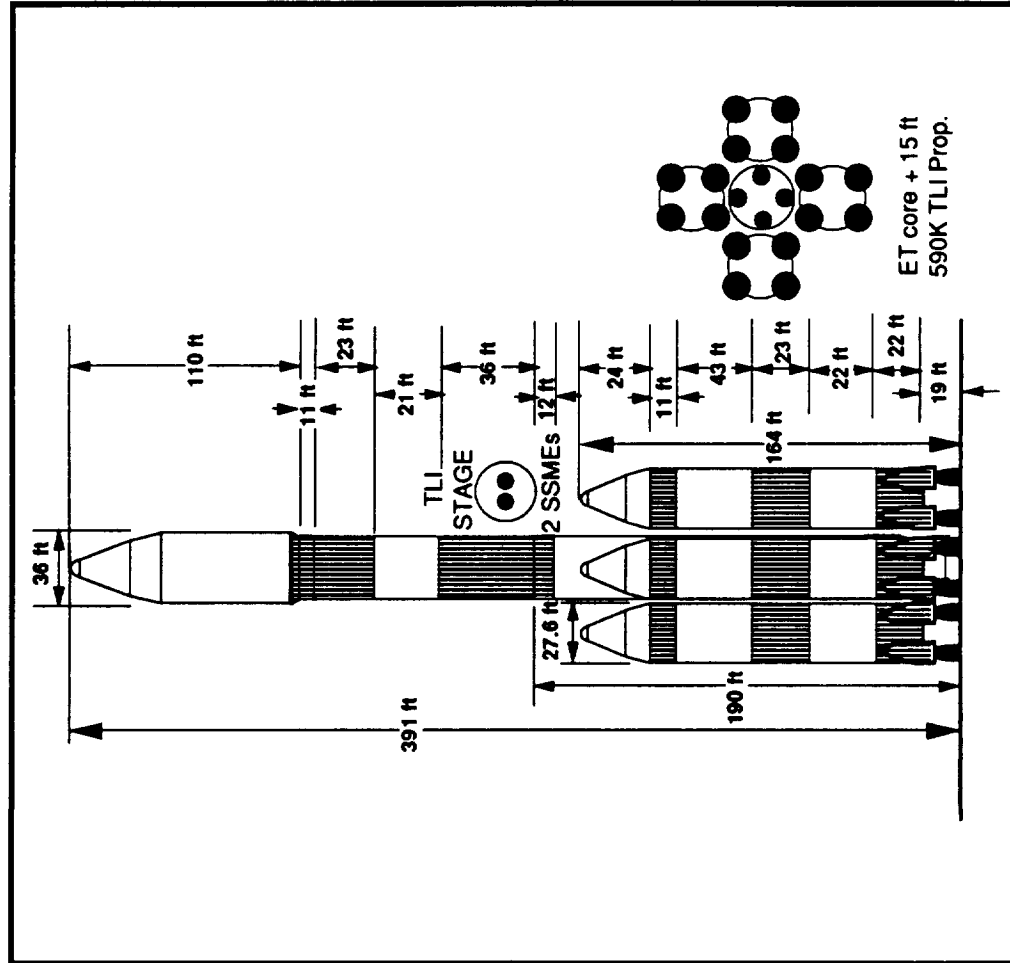 36 ft
110 ft
11 ft
23 ft
21 ft
36 ft
12 ft
TLI
STAGE
2 SSMEs
24 ft
11 ft
43 ft
23 ft
22 ft
22 ft
19 ft
164 ft
27.6 ft
190 ft
391 ft
ET core + 15 ft
590K TLI Prop.